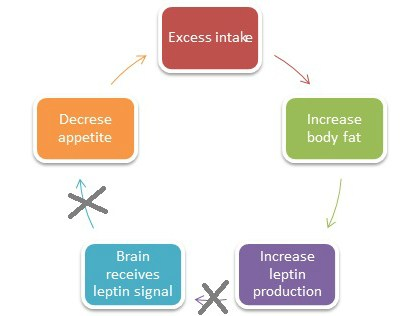 Excess intake
Increase
body fat
Increase
leptin
production
Brain
receives
leptin signal
Decrese
appetite